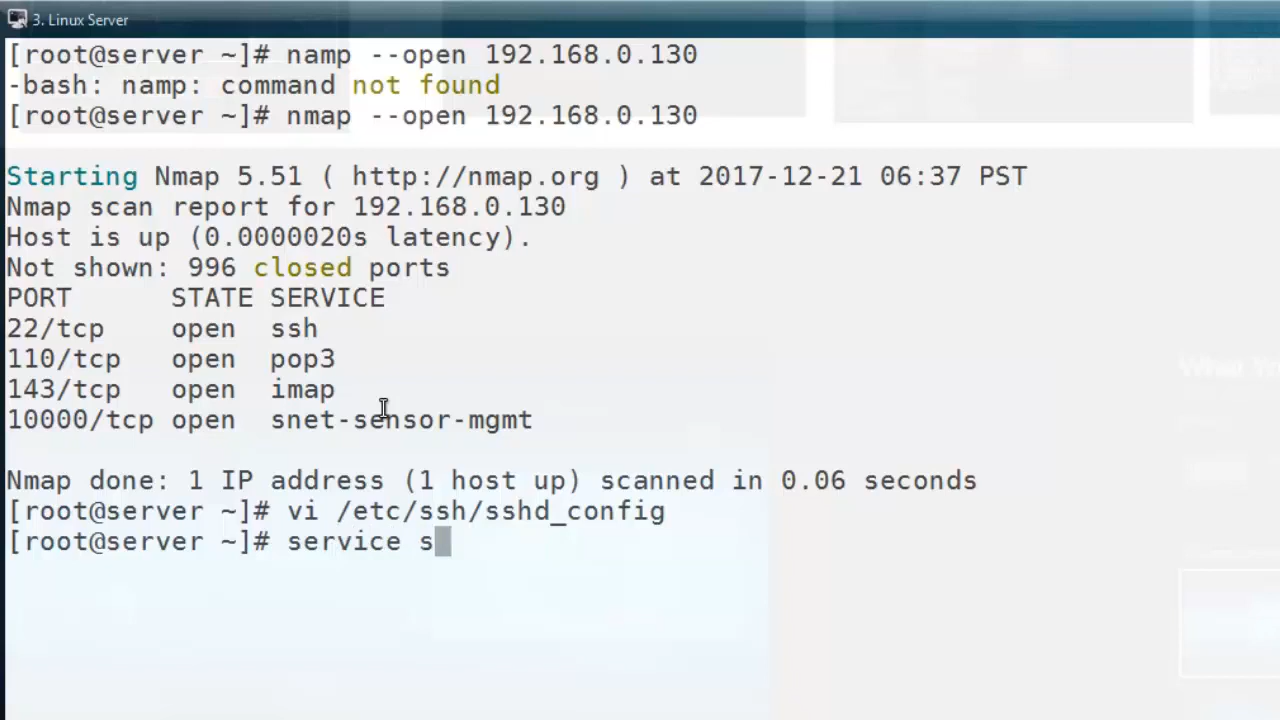 3. Linux Server
[root@server ~]# namp --open 192.168.0.130
-bash: namp: command not found
[root@server ~]# nmap --open 192.168.0.130
Starting Nmap 5.51 ( http://nmap.org ) at 2017-12-21 06:37 PST
Nmap scan report for 192.168.0.130
Host is up (0.0000020s latency).
Not shown: 996 closed ports
PORT      STATE SERVICE
22/tcp    open  ssh
110/tcp   open  pop3
143/tcp   open  imap
10000/tcp open  snet-sensor-mgmt
Nmap done: 1 IP address (1 host up) scanned in 0.06 seconds
[root@server ~]# vi /etc/ssh/sshd_config
[root@server ~]# service s